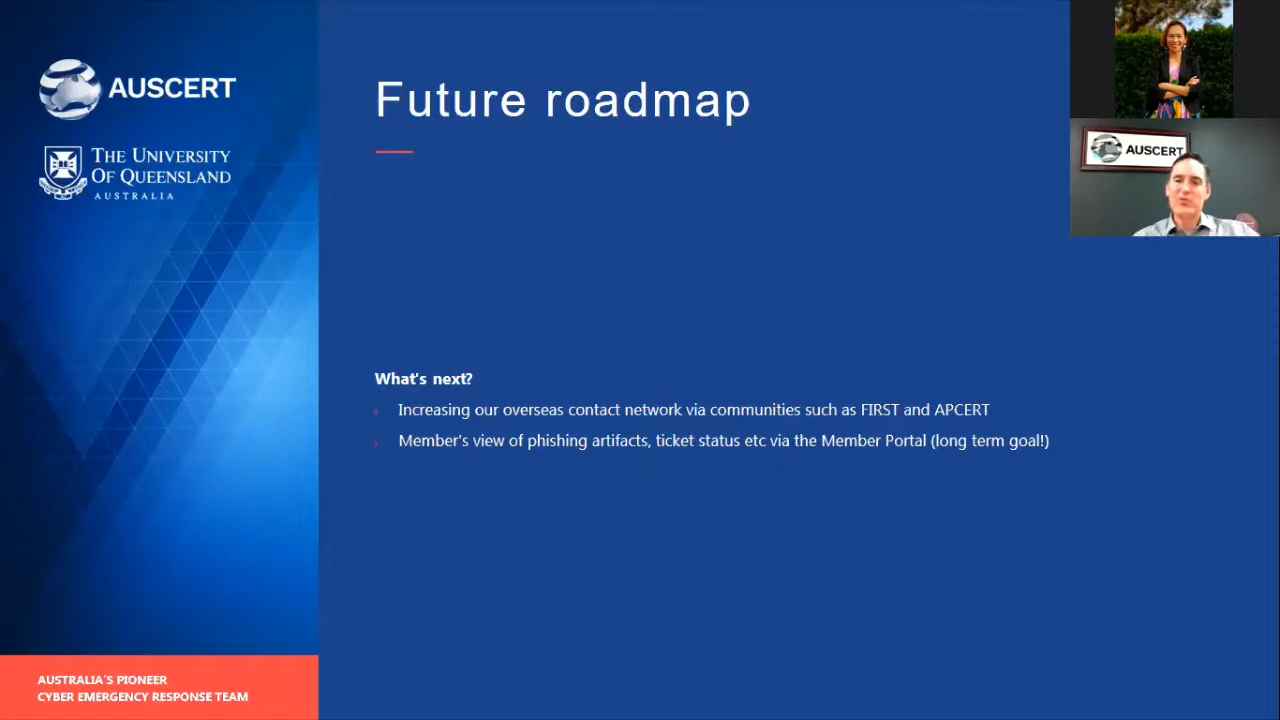 AUSCERT
THE UNIVERSITY
OF QUEENSLAND
AUSTRALIA
Future roadmap
What's next?
Increasing our overseas contact network via communities such as FIRST and APCERT
Member's view of phishing artifacts, ticket status etc via the Member Portal (long term goal!)
AUSTRALIA'S PIONEER
CYBER EMERGENCY RESPONSE TEAM
AUSCERT